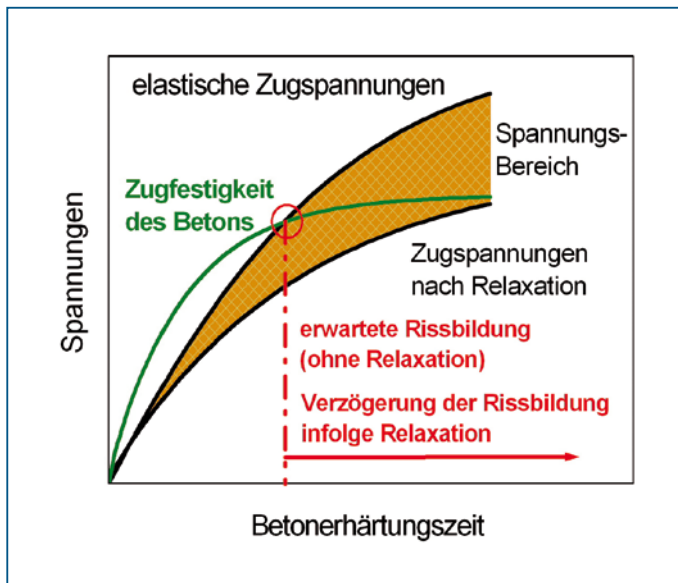 elastische Zugspannungen
Spannungs-
Bereich
Zugfestigkeit
des Betons
Zugspannungen
nach Relaxation
erwartete Rissbildung
(ohne Relaxation)
Verzögerung der Rissbildung
infolge Relaxation
Spannungen
Betonerhärtungszeit